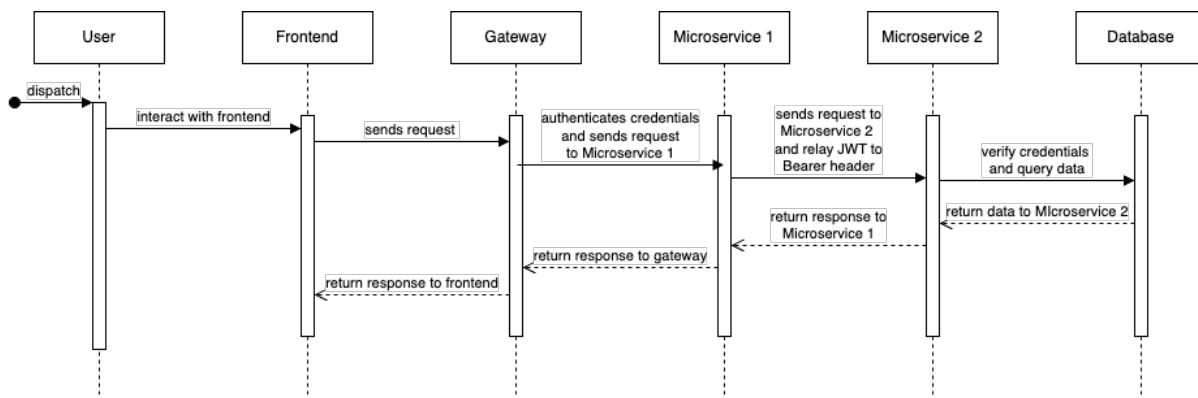 User
Frontend
Gateway
Microservice 1
Microservice 2
Database
dispatch
interact with frontend
sends request
authenticates credentials
and sends request
to Microservice 1
sends request to
Microservice 2
and relay JWT to
Bearer header
verify credentials
and query data
return data to MIcroservice 2
return response to
Microservice 1
return response to gateway
return response to frontend